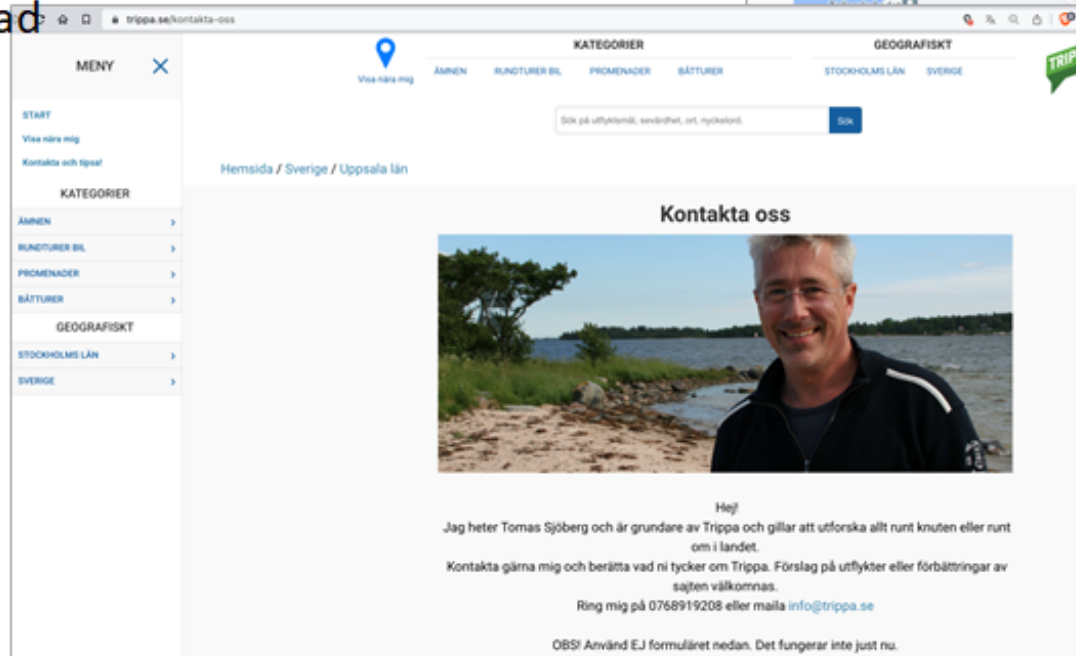 ad
trippa.se/kontakta-oss
MENY
START
Visa nära mig
Kontakta och tipsa!
KATEGORIER
ÄMNEN
RUNDTURER BIL
PROMENADER
BÅTTURER
GEOGRAFISKT
STOCKHOLMS LÄN
SVERIGE
Visa nära mig
KATEGORIER
ÄMNEN RUNDTURER BIL PROMENADER BÅTTURER
GEOGRAFISKT
STOCKHOLMS LÄN SVERIGE
Sök på utflyktsmål, sevärdhet, ort, nyckelord. Sök
Hemsida / Sverige / Uppsala län
Kontakta oss
Hej!
Jag heter Tomas Sjöberg och är grundare av Trippa och gillar att utforska allt runt knuten eller runt
om i landet.
Kontakta gärna mig och berätta vad ni tycker om Trippa. Förslag på utflykter eller förbättringar av
sajten välkomnas.
Ring mig på 0768919208 eller maila info@trippa.se
OBS! Använd EJ formuläret nedan. Det fungerar inte just nu.